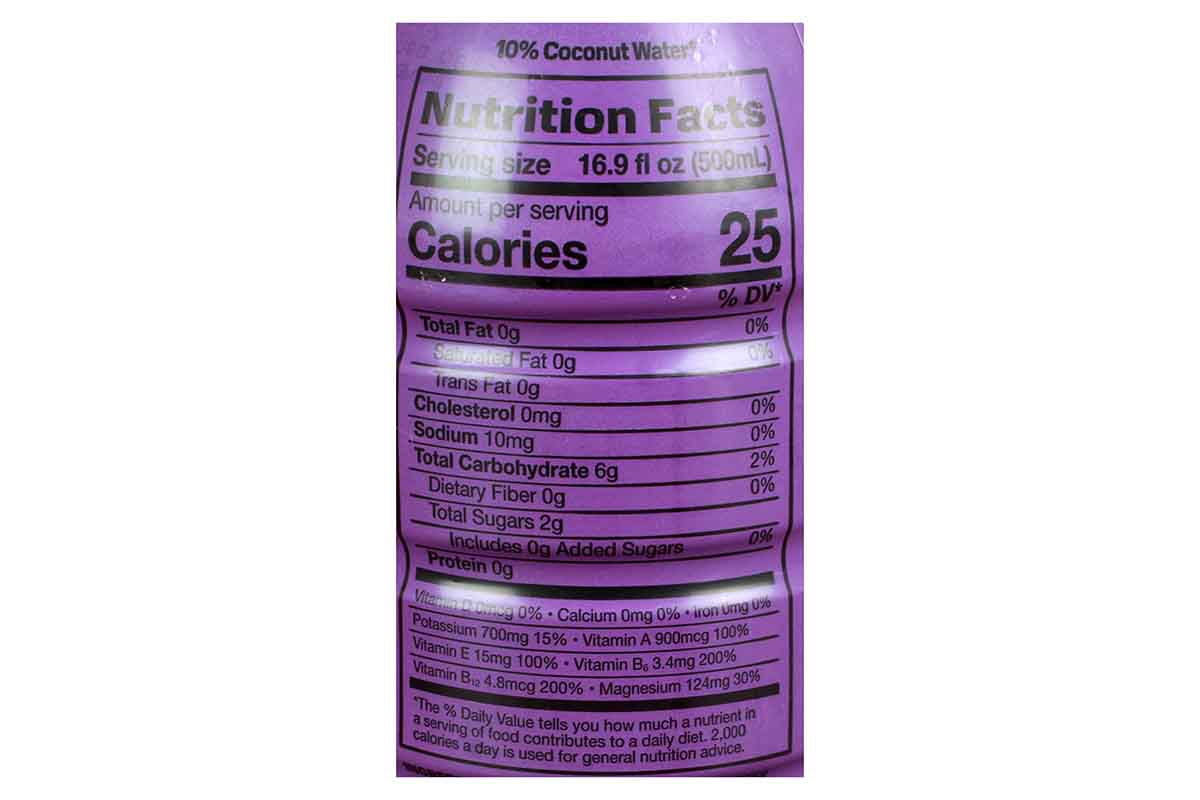 10% Coconut Water†
Nutrition Facts
Serving size 16.9 fl oz (500mL)
Amount per serving
Calories 25
% DV*
Total Fat 0g 0%
Saturated Fat 0g 0%
Trans Fat 0g
Cholesterol 0mg 0%
Sodium 10mg 0%
Total Carbohydrate 6g 2%
Dietary Fiber 0g 0%
Total Sugars 2g
Includes 0g Added Sugars 0%
Protein 0g
Vitamin D 0mcg 0% • Calcium 0mg 0% • Iron 0mg 0%
Potassium 700mg 15% • Vitamin A 900mcg 100%
Vitamin E 15mg 100% • Vitamin B₆ 3.4mg 200%
Vitamin B₁₂ 4.8mcg 200% • Magnesium 124mg 30%
*The % Daily Value tells you how much a nutrient in
a serving of food contributes to a daily diet. 2,000
calories a day is used for general nutrition advice.